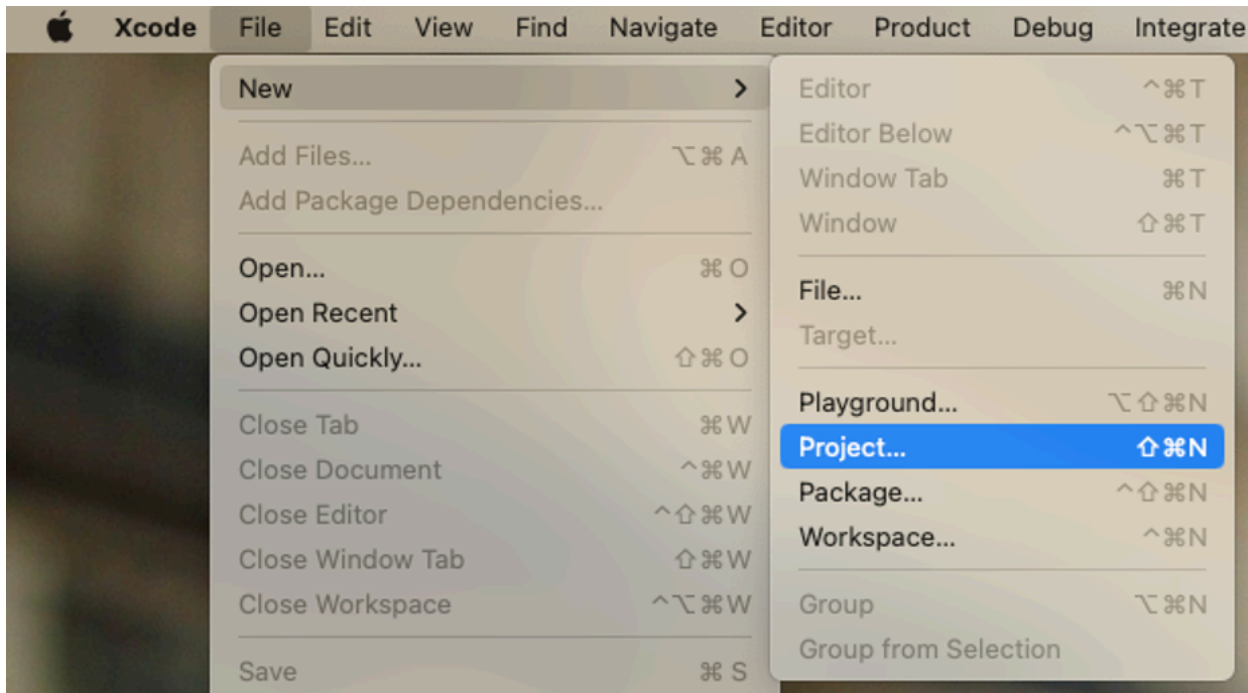 Xcode File Edit View Find Navigate Editor Product Debug Integrate
New
Add Files... ⌥⌘A
Add Package Dependencies...
Open... ⌘O
Open Recent
Open Quickly... ⇧⌘O
Close Tab ⌘W
Close Document ^⌘W
Close Editor ^⇧⌘W
Close Window Tab ⇧⌘W
Close Workspace ^⌥⌘W
Save ⌘S
Editor ^⌘T
Editor Below ^⌥⌘T
Window Tab ⌘T
Window ⇧⌘T
File... ⌘N
Target...
Playground... ⌥⇧⌘N
Project... ⇧⌘N
Package... ^⇧⌘N
Workspace... ^⌘N
Group ⌥⌘N
Group from Selection